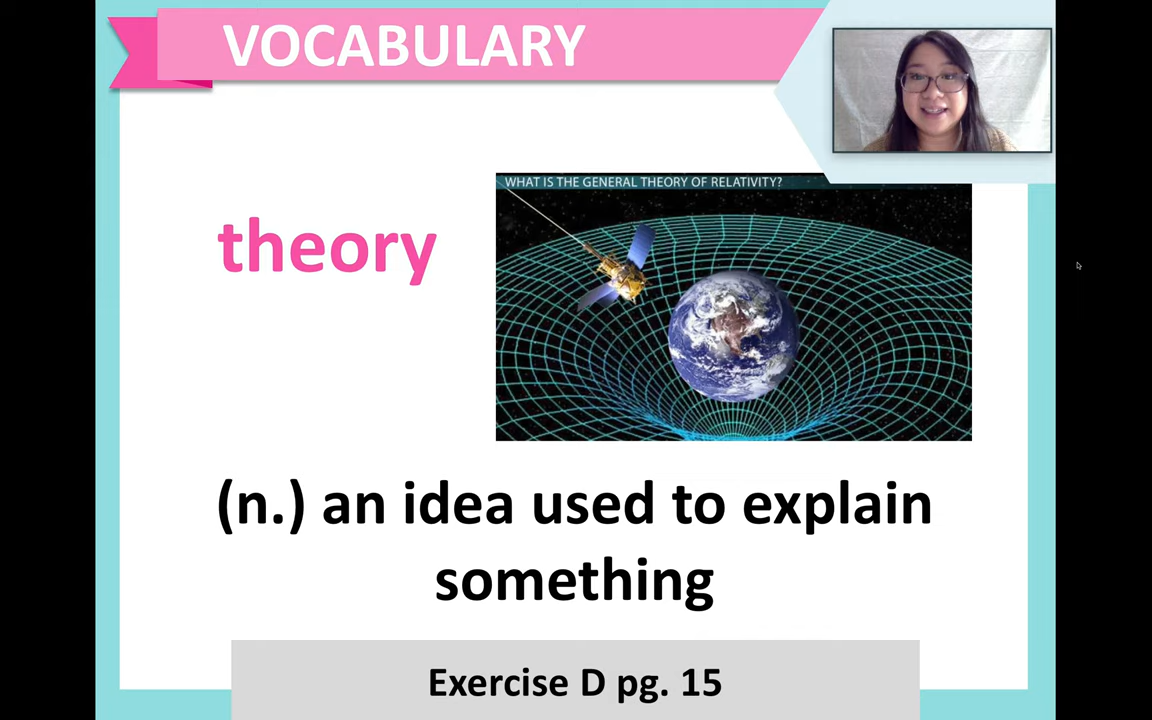 VOCABULARY
WHAT IS THE GENERAL THEORY OF RELATIVITY?
theory
(n.) an idea used to explain
something
Exercise D pg. 15